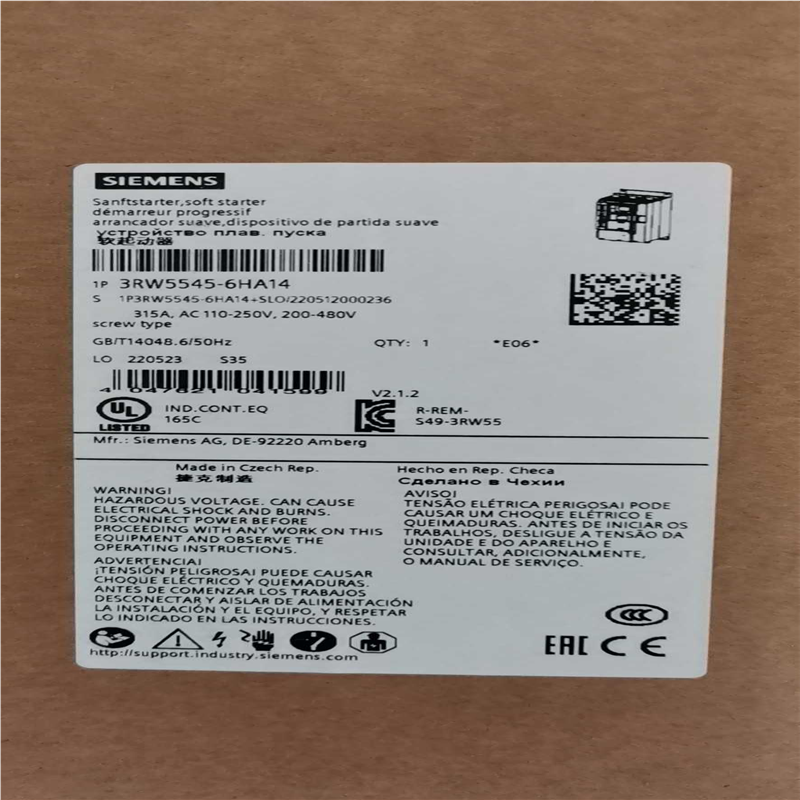 SIEMENS
Sanftstarter,soft starter
démarreur progressif
arrancador suave,dispositivo de partida suave
устройство плав. пуска
软起动器
1P 3RW5545-6HA14
S 1P3RW5545-6HA14+SLO/220512000236
315A, AC 110-250V, 200-480V
screw type
GB/T14048.6/50Hz QTY: 1 *E06*
LO 220523 S35
V2.1.2
UL
LISTED
IND.CONT.EQ
165C
R-REM-
S49-3RW55
Mfr.: Siemens AG, DE-92220 Amberg
Made in Czech Rep.
捷克制造
Hecho en Rep. Checa
Сделано в Чехии
WARNING!
HAZARDOUS VOLTAGE. CAN CAUSE
ELECTRICAL SHOCK AND BURNS.
DISCONNECT POWER BEFORE
PROCEEDING WITH ANY WORK ON THIS
EQUIPMENT AND OBSERVE THE
OPERATING INSTRUCTIONS.
ADVERTENCIA!
¡TENSIÓN PELIGROSA! PUEDE CAUSAR
CHOQUE ELÉCTRICO Y QUEMADURAS.
ANTES DE COMENZAR LOS TRABAJOS
DESCONECTAR Y AISLAR DE ALIMENTACIÓN
LA INSTALACIÓN Y EL EQUIPO, Y RESPETAR
LO INDICADO EN LAS INSTRUCCIONES.
AVISO!
TENSÃO ELÉTRICA PERIGOSA! PODE
CAUSAR UM CHOQUE ELÉTRICO E
QUEIMADURAS. ANTES DE INICIAR OS
TRABALHOS, DESLIGUE A TENSÃO DA
UNIDADE E DO APARELHO E
CONSULTAR, ADICIONALMENTE,
O MANUAL DE SERVIÇO.
http://support.industry.siemens.com
CCC
EAC CE